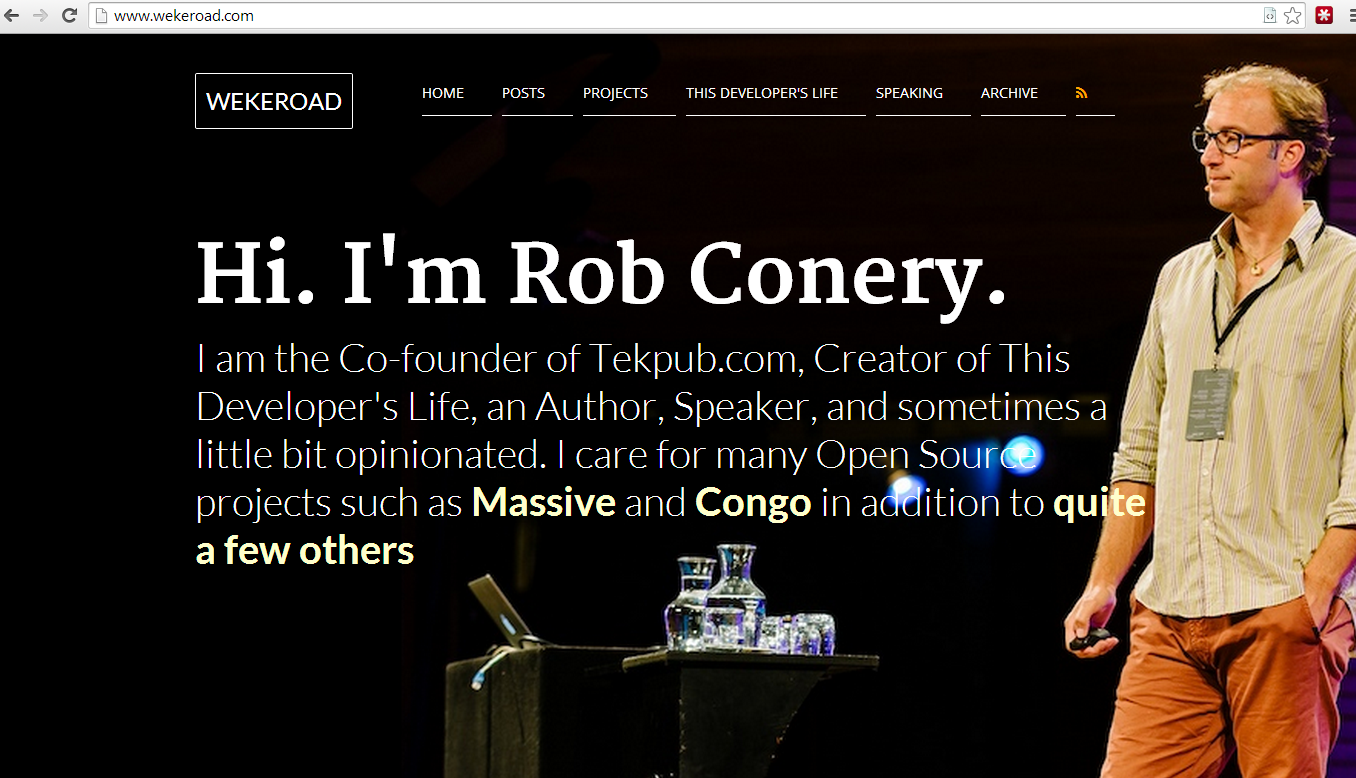 www.wekeroad.com
WEKEROAD
HOME POSTS PROJECTS THIS DEVELOPER'S LIFE SPEAKING ARCHIVE
Hi. I'm Rob Conery.
I am the Co-founder of Tekpub.com, Creator of This
Developer's Life, an Author, Speaker, and sometimes a
little bit opinionated. I care for many Open Source
projects such as Massive and Congo in addition to quite
a few others